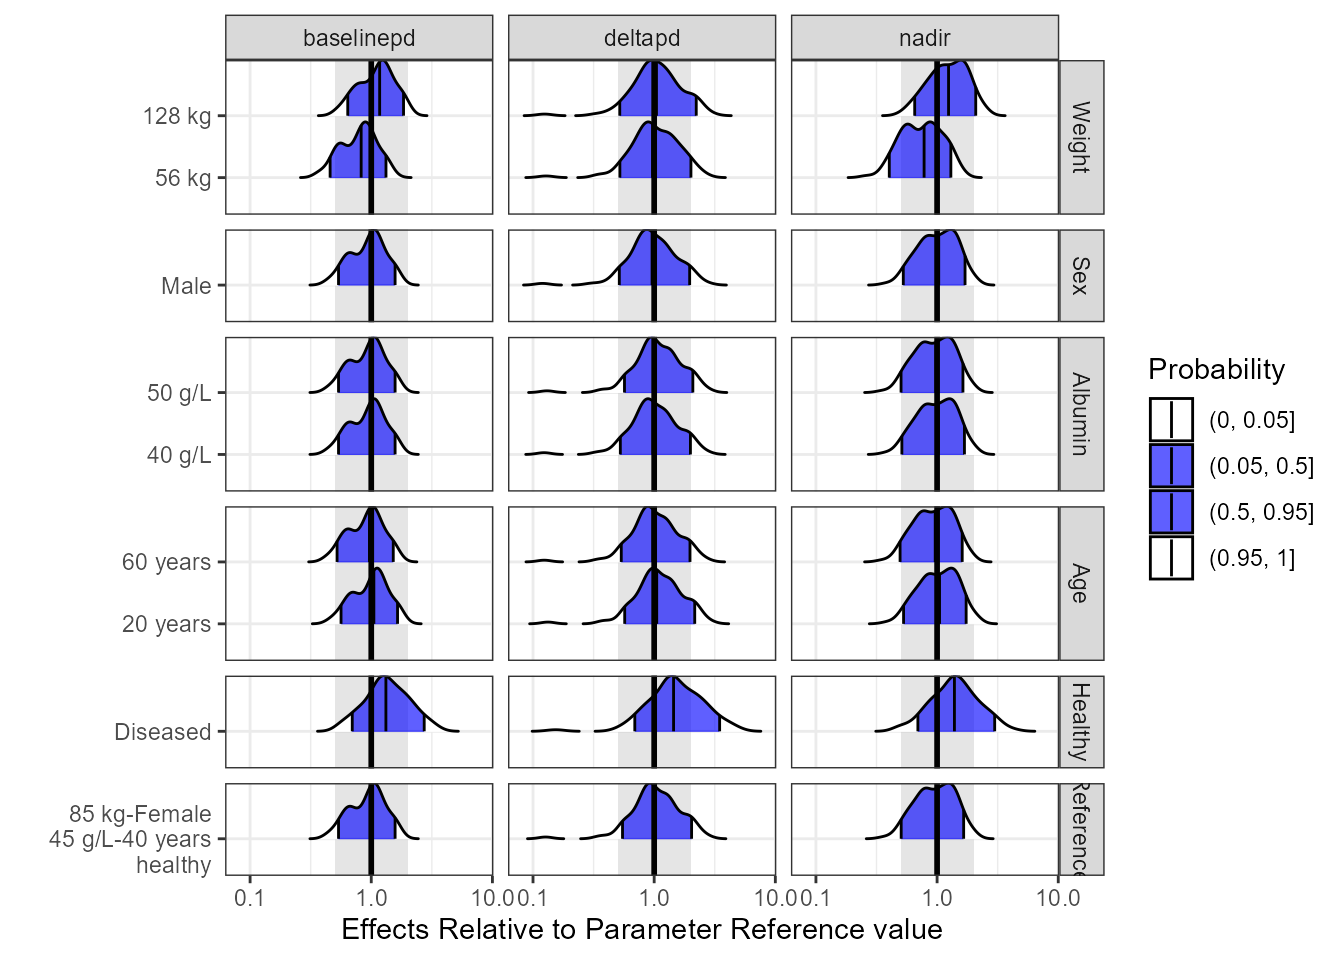 baselinepd deltapd nadir
128 kg
56 kg
Weight
Male
Sex
50 g/L
40 g/L
Albumin
60 years
20 years
Age
Diseased
Healthy
85 kg-Female
45 g/L-40 years
healthy
Reference
0.1 1.0 10.0 0.1 1.0 10.0 0.1 1.0 10.0
Effects Relative to Parameter Reference value
Probability
(0, 0.05]
(0.05, 0.5]
(0.5, 0.95]
(0.95, 1]